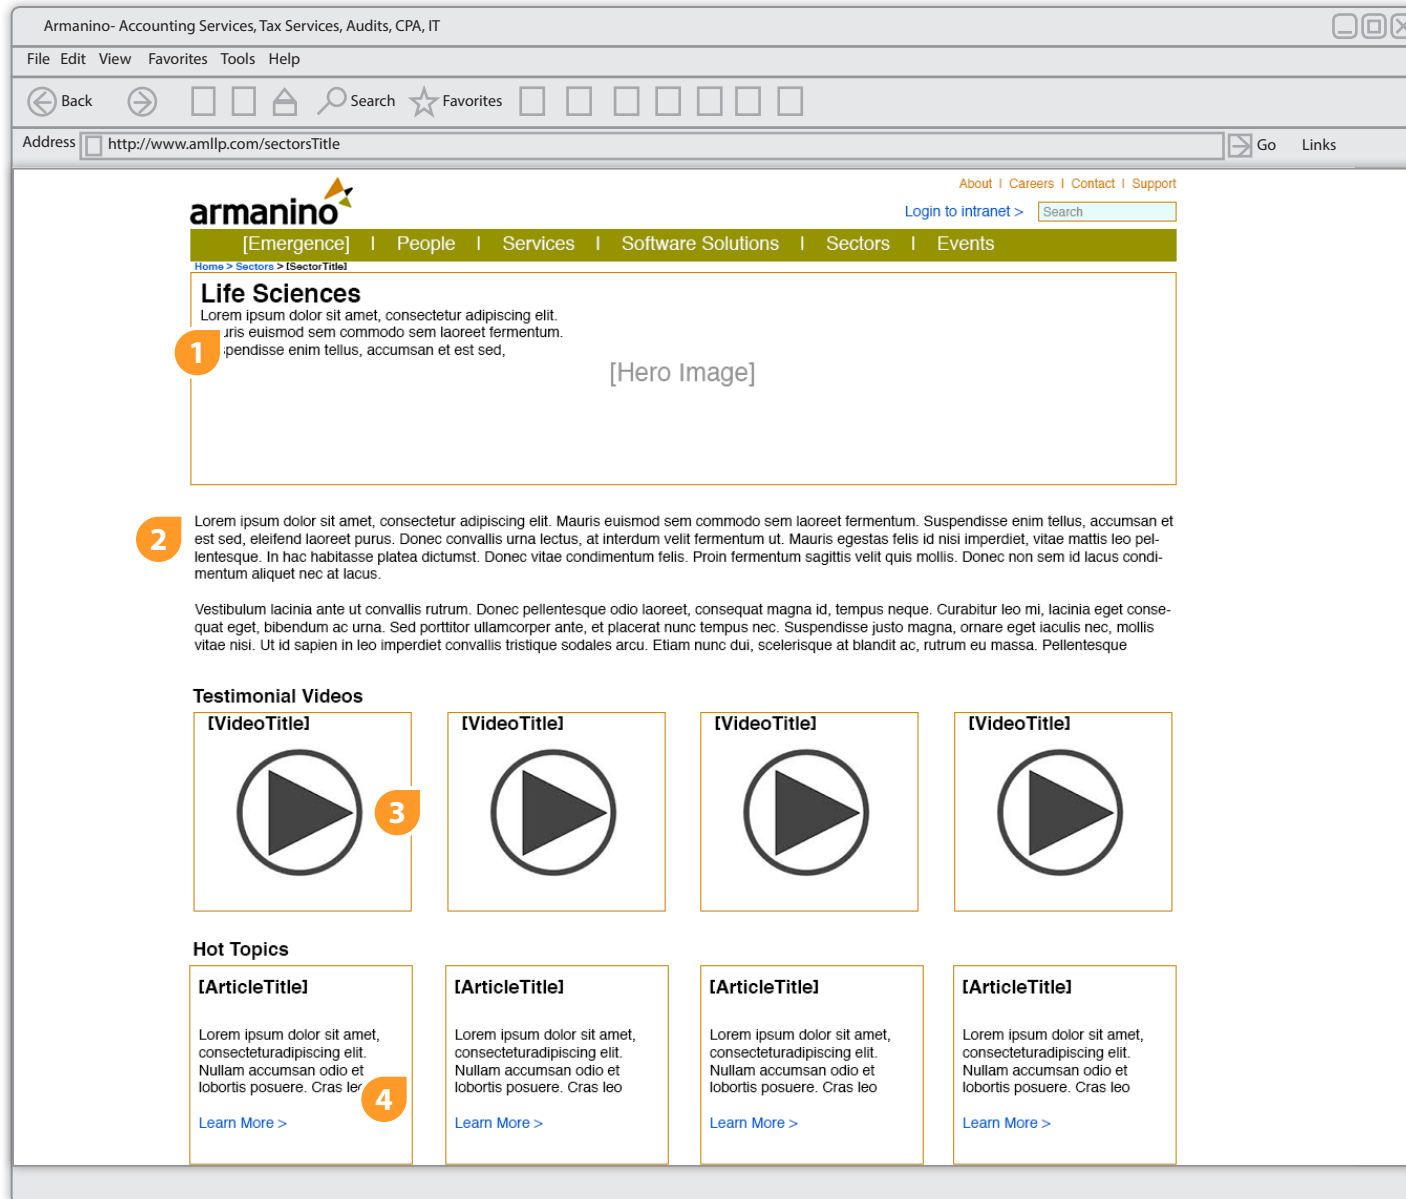 Armanino- Accounting Services, Tax Services, Audits, CPA, IT
File Edit View Favorites Tools Help
Back Search Favorites
Address http://www.amllp.com/sectorsTitle Go Links
About | Careers | Contact | Support
armanino
Login to intranet > Search
[Emergence] | People | Services | Software Solutions | Sectors | Events
Home > Sectors > [SectorTitle]
Life Sciences
Lorem ipsum dolor sit amet, consectetur adipiscing elit.
uris euismod sem commodo sem laoreet fermentum.
1 pendisse enim tellus, accumsan et est sed,
[Hero Image]
Lorem ipsum dolor sit amet, consectetur adipiscing elit. Mauris euismod sem commodo sem laoreet fermentum. Suspendisse enim tellus, accumsan et
2 est sed, eleifend laoreet purus. Donec convallis urna lectus, at interdum velit fermentum ut. Mauris egestas felis id nisi imperdiet, vitae mattis leo pel-
lentesque. In hac habitasse platea dictumst. Donec vitae condimentum felis. Proin fermentum sagittis velit quis mollis. Donec non sem id lacus condi-
mentum aliquet nec at lacus.
Vestibulum lacinia ante ut convallis rutrum. Donec pellentesque odio laoreet, consequat magna id, tempus neque. Curabitur leo mi, lacinia eget conse-
quat eget, bibendum ac urna. Sed porttitor ullamcorper ante, et placerat nunc tempus nec. Suspendisse justo magna, ornare eget iaculis nec, mollis
vitae nisi. Ut id sapien in leo imperdiet convallis tristique sodales arcu. Etiam nunc dui, scelerisque at blandit ac, rutrum eu massa. Pellentesque
Testimonial Videos
[VideoTitle] [VideoTitle] [VideoTitle] [VideoTitle]
3
Hot Topics
[ArticleTitle]
Lorem ipsum dolor sit amet,
consecteturadipiscing elit.
Nullam accumsan odio et
lobortis posuere. Cras leo
4
Learn More >
[ArticleTitle]
Lorem ipsum dolor sit amet,
consecteturadipiscing elit.
Nullam accumsan odio et
lobortis posuere. Cras leo
Learn More >
[ArticleTitle]
Lorem ipsum dolor sit amet,
consecteturadipiscing elit.
Nullam accumsan odio et
lobortis posuere. Cras leo
Learn More >
[ArticleTitle]
Lorem ipsum dolor sit amet,
consecteturadipiscing elit.
Nullam accumsan odio et
lobortis posuere. Cras leo
Learn More >